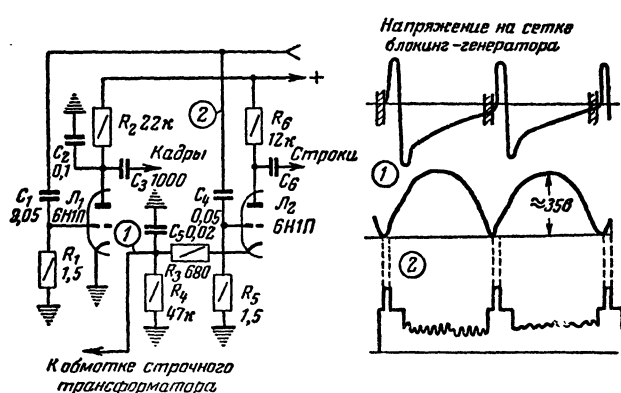 Напряжение на сетке
блокинг-генератора
+
R₂ 22к
2
R₆
12к
Кадры
Строки
C₂
0,1
C₃ 1000
C₆
C₁
0,05
Л₁
6Н1П
C₄
0,05
Л₂
6Н1П
1
C₅ 0,02
R₃ 680
R₁
1,5
R₄
47к
R₅
1,5
К обмотке строчного
трансформатора
1
≈35в
2